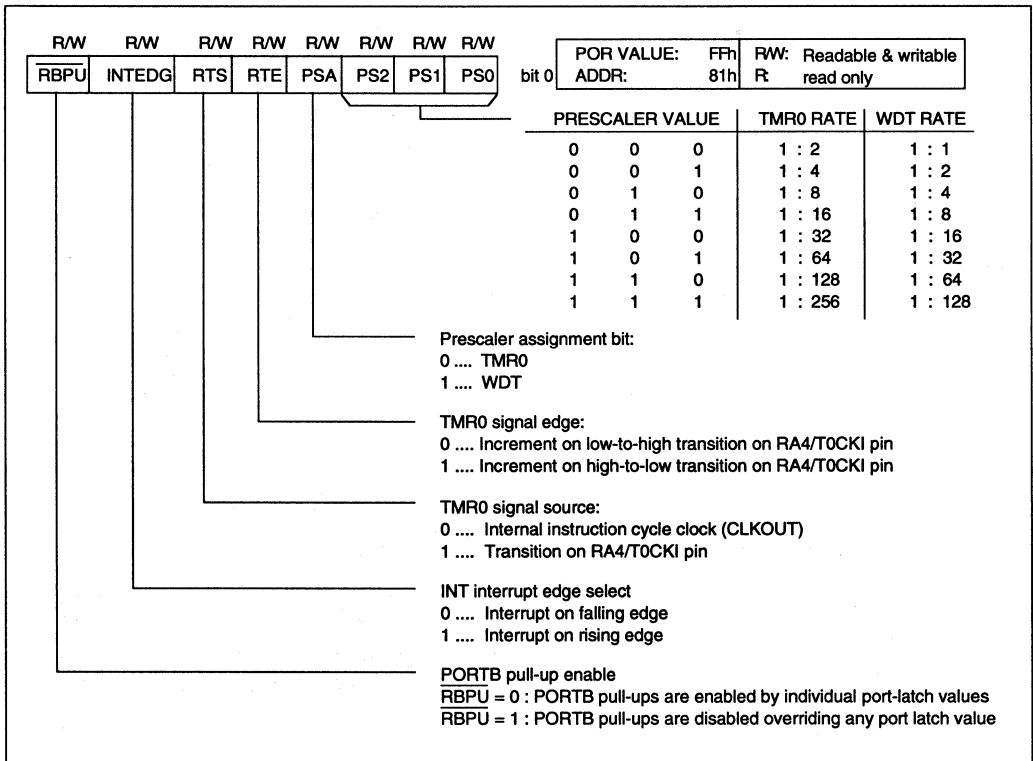 R/W R/W R/W R/W R/W R/W R/W R/W
RBPU INTEDG RTS RTE PSA PS2 PS1 PS0 bit 0
POR VALUE: FFh R/W: Readable & writable
ADDR: 81h R: read only
PRESCALER VALUE TMR0 RATE WDT RATE
0 0 0 1 : 2 1 : 1
0 0 1 1 : 4 1 : 2
0 1 0 1 : 8 1 : 4
0 1 1 1 : 16 1 : 8
1 0 0 1 : 32 1 : 16
1 0 1 1 : 64 1 : 32
1 1 0 1 : 128 1 : 64
1 1 1 1 : 256 1 : 128
Prescaler assignment bit:
0 .... TMR0
1 .... WDT
TMR0 signal edge:
0 .... Increment on low-to-high transition on RA4/T0CKI pin
1 .... Increment on high-to-low transition on RA4/T0CKI pin
TMR0 signal source:
0 .... Internal instruction cycle clock (CLKOUT)
1 .... Transition on RA4/T0CKI pin
INT interrupt edge select
0 .... Interrupt on falling edge
1 .... Interrupt on rising edge
PORTB pull-up enable
RBPU = 0 : PORTB pull-ups are enabled by individual port-latch values
RBPU = 1 : PORTB pull-ups are disabled overriding any port latch value